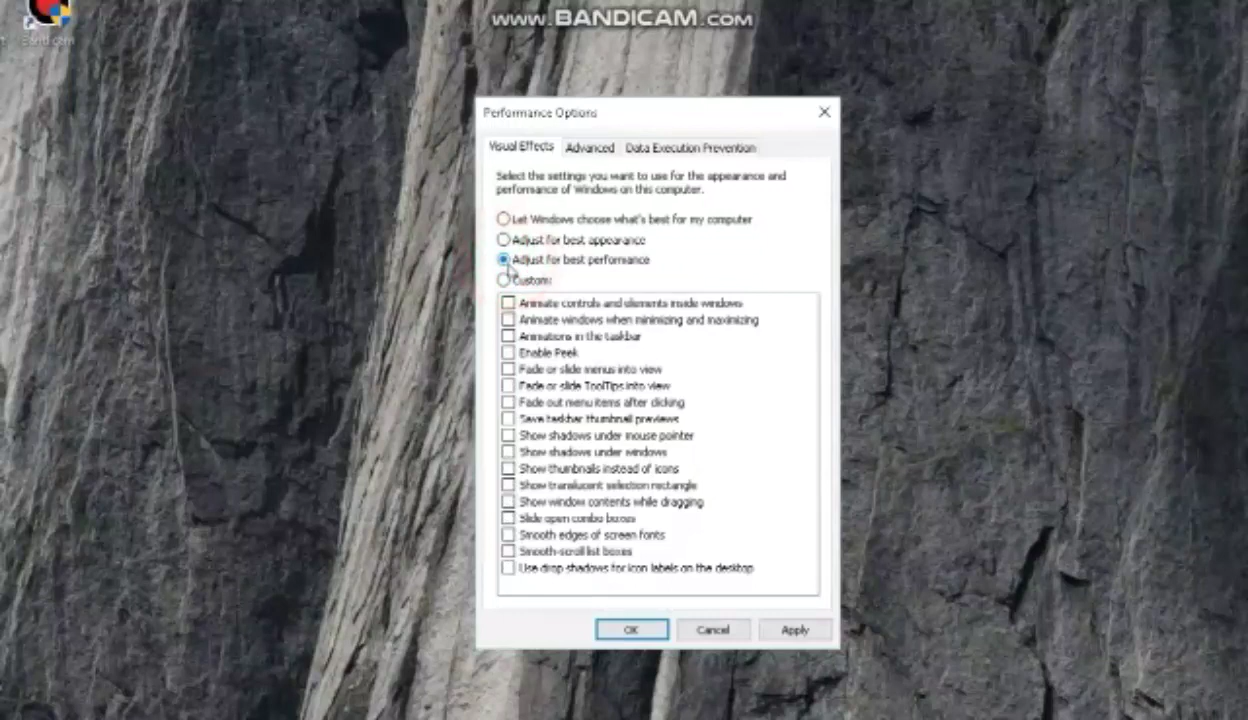 www.BANDICAM.com
Bandicam
Performance Options
Visual Effects Advanced Data Execution Prevention
Select the settings you want to use for the appearance and
performance of Windows on this computer.
Let Windows choose what's best for my computer
Adjust for best appearance
Adjust for best performance
Custom:
Animate controls and elements inside windows
Animate windows when minimizing and maximizing
Animations in the taskbar
Enable Peek
Fade or slide menus into view
Fade or slide ToolTips into view
Fade out menu items after clicking
Save taskbar thumbnail previews
Show shadows under mouse pointer
Show shadows under windows
Show thumbnails instead of icons
Show translucent selection rectangle
Show window contents while dragging
Slide open combo boxes
Smooth edges of screen fonts
Smooth-scroll list boxes
Use drop shadows for icon labels on the desktop
OK Cancel Apply